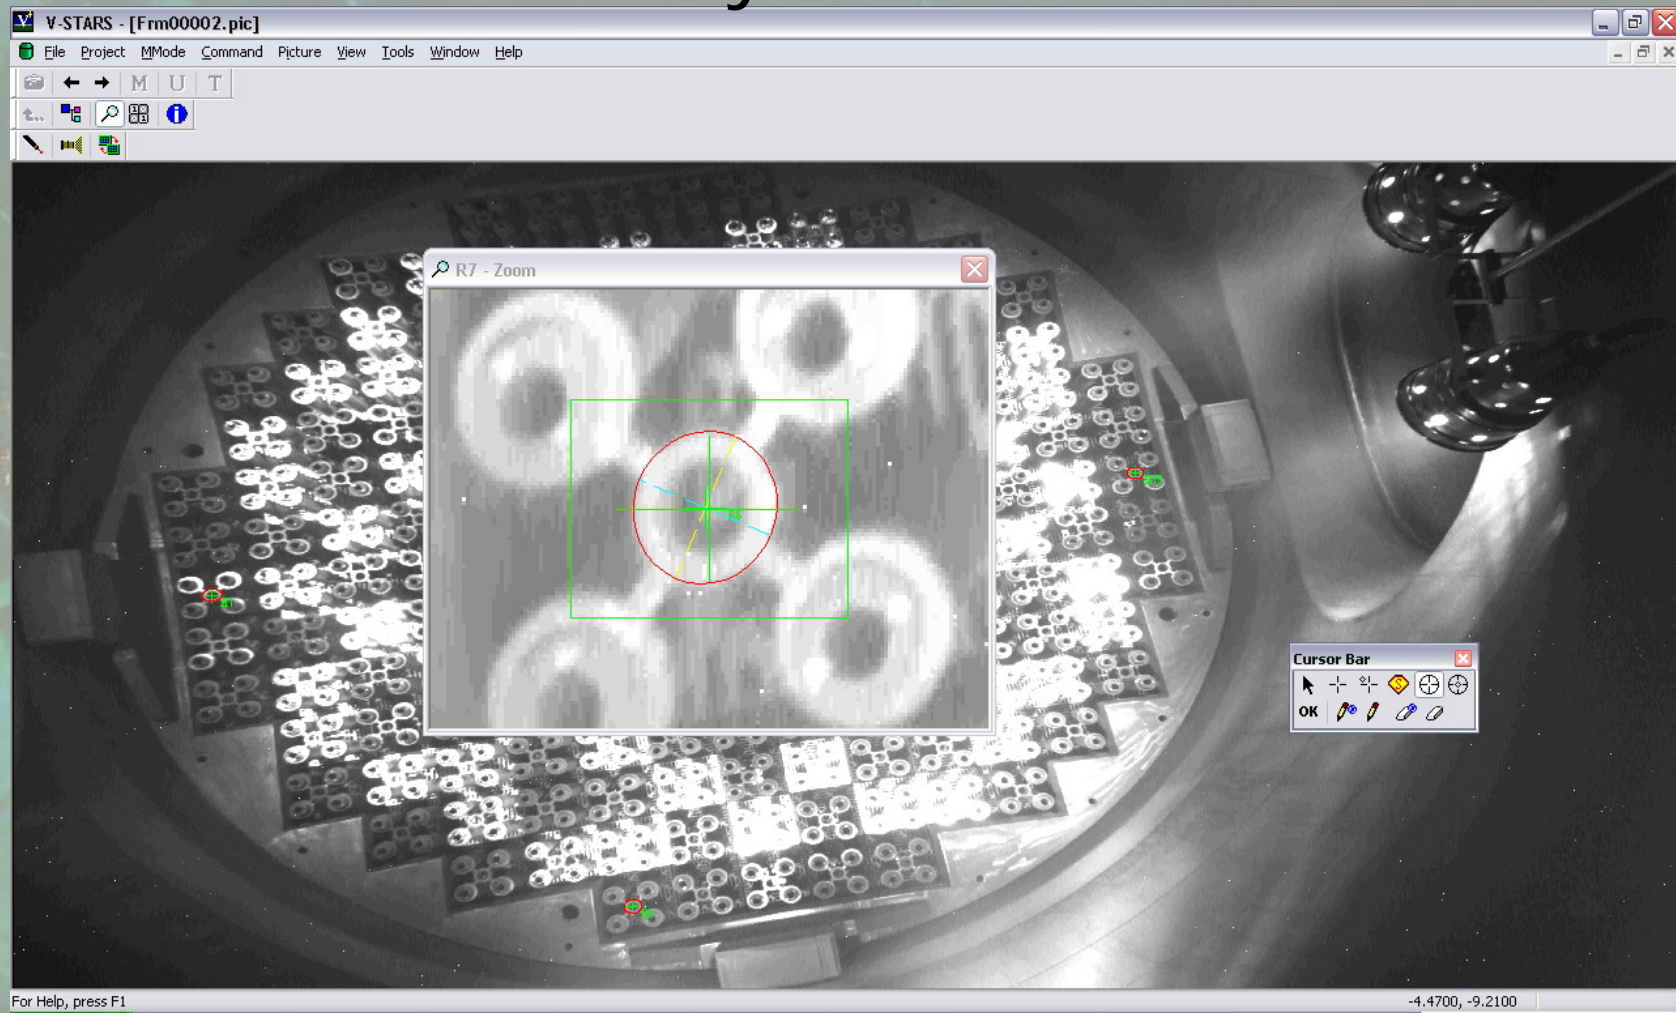 V-STARS - [Frm00002.pic]
File Project MMode Command Picture View Tools Window Help
M U T
R7 - Zoom
Cursor Bar
S
OK
For Help, press F1
-4.4700, -9.2100